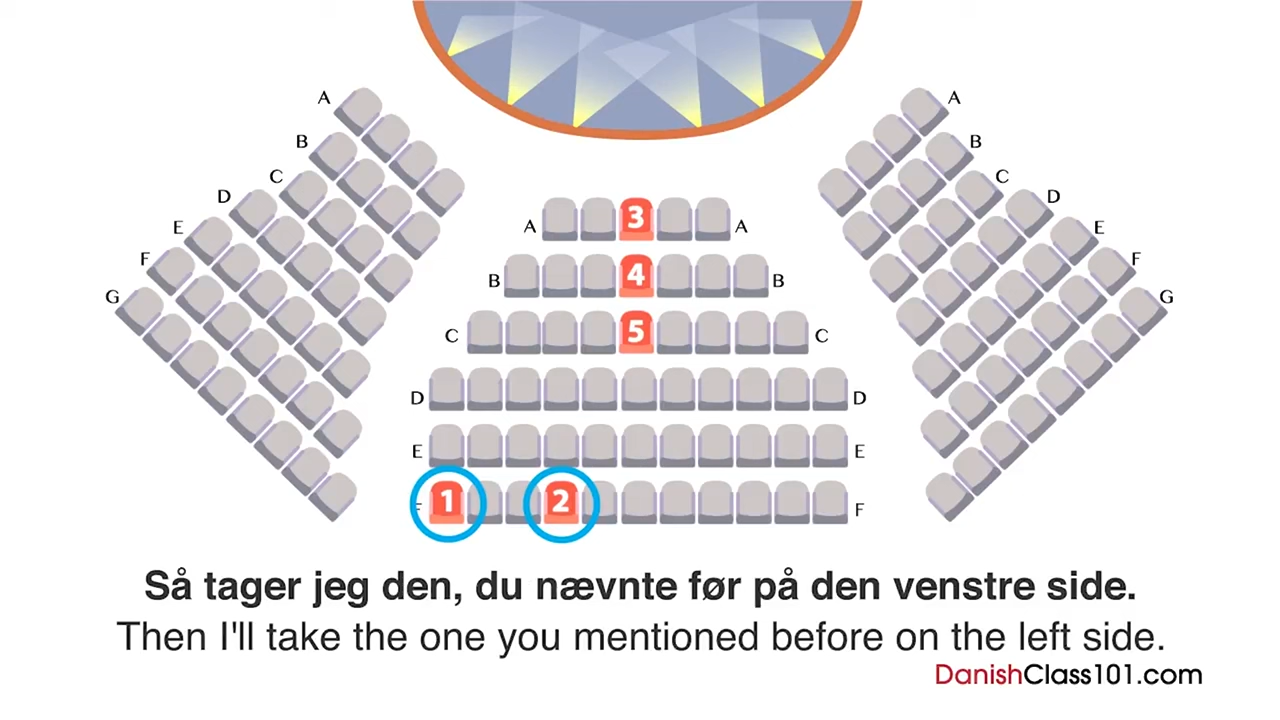 A A
B B
C C
D D
E E
F F
G G
A 3 A
B 4 B
C 5 C
D D
E E
1 2 F
Så tager jeg den, du nævnte før på den venstre side.
Then I'll take the one you mentioned before on the left side.
DanishClass101.com